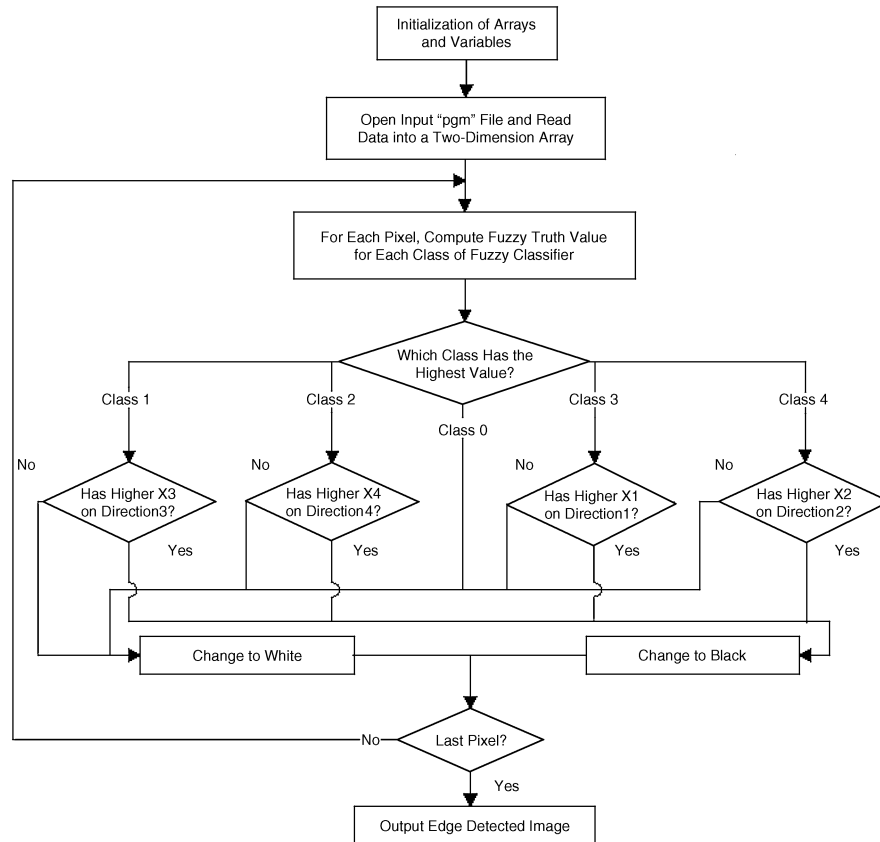 Initialization of Arrays
and Variables
Open Input “pgm” File and Read
Data into a Two-Dimension Array
For Each Pixel, Compute Fuzzy Truth Value
for Each Class of Fuzzy Classifier
Which Class Has the
Highest Value?
Class 1
Class 2
Class 0
Class 3
Class 4
No
Has Higher X3
on Direction3?
Yes
No
Has Higher X4
on Direction4?
Yes
No
Has Higher X1
on Direction1?
Yes
No
Has Higher X2
on Direction2?
Yes
Change to White
Change to Black
No
Last Pixel?
Yes
Output Edge Detected Image